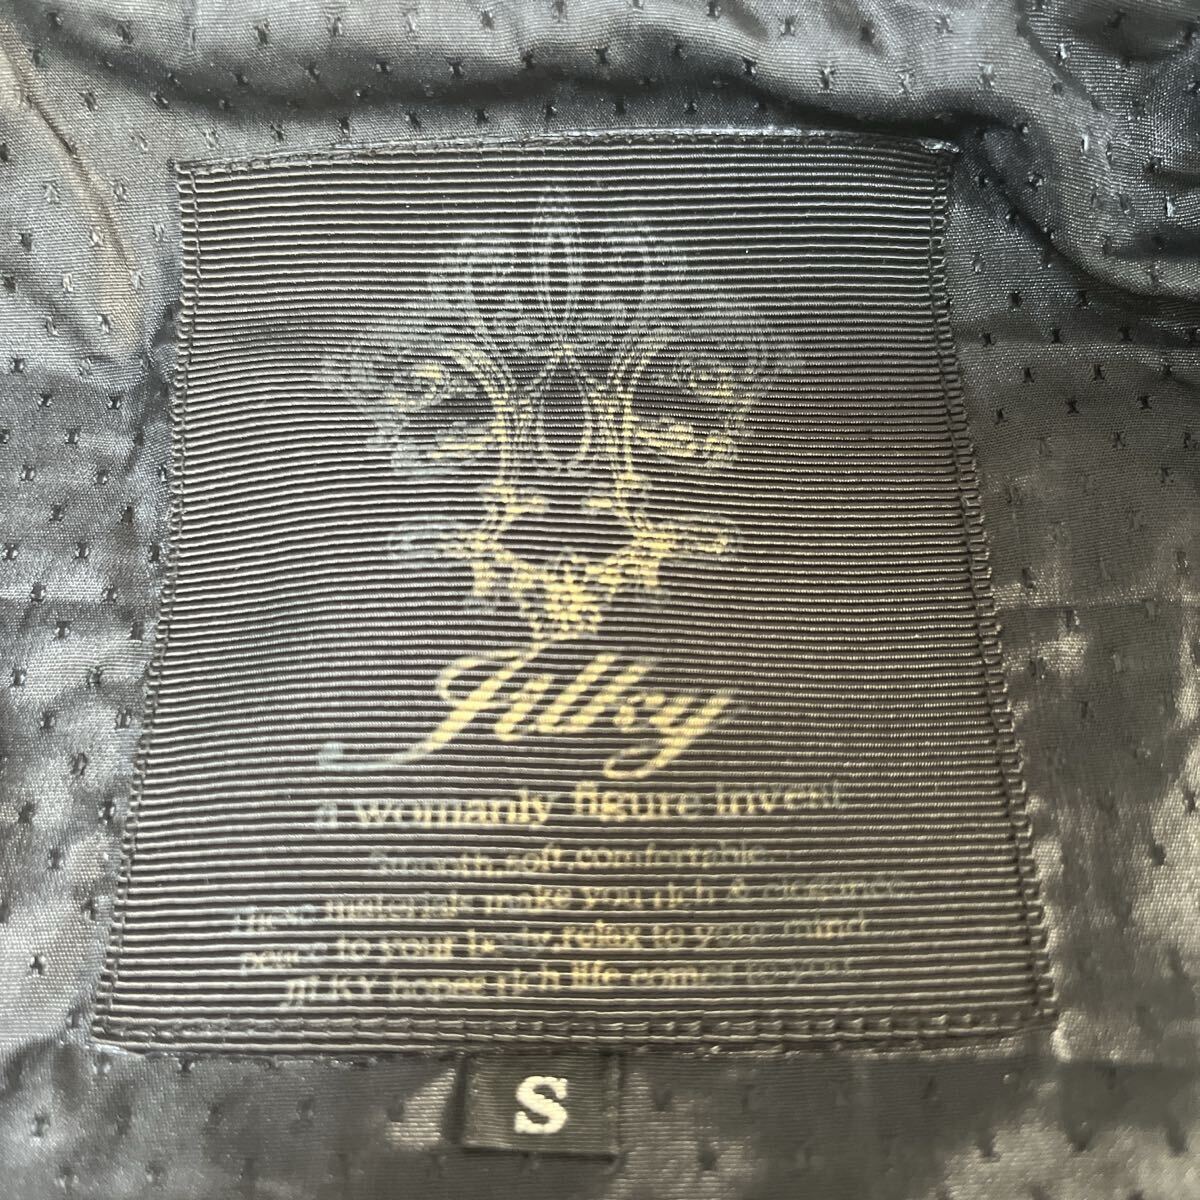 Jilky
a womanly figure invent
Smooth,soft,comfortable.
These materials make you rich & elegance.
peace to your body,relax to your mind
JILKY hopes rich life comes to you.
S